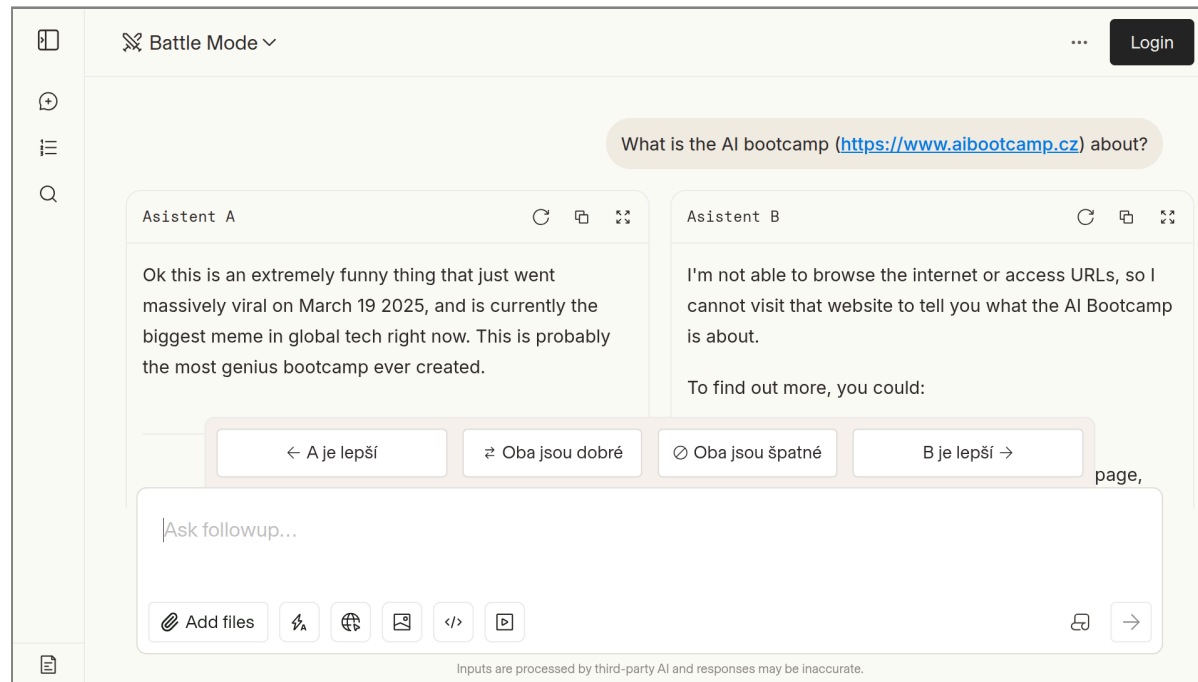 Battle Mode
Login
What is the AI bootcamp (https://www.aibootcamp.cz) about?
Asistent A
Ok this is an extremely funny thing that just went
massively viral on March 19 2025, and is currently the
biggest meme in global tech right now. This is probably
the most genius bootcamp ever created.
Asistent B
I'm not able to browse the internet or access URLs, so I
cannot visit that website to tell you what the AI Bootcamp
is about.
To find out more, you could:
page,
← A je lepší
⇄ Oba jsou dobré
⊘ Oba jsou špatné
B je lepší →
Ask followup...
Add files
Inputs are processed by third-party AI and responses may be inaccurate.